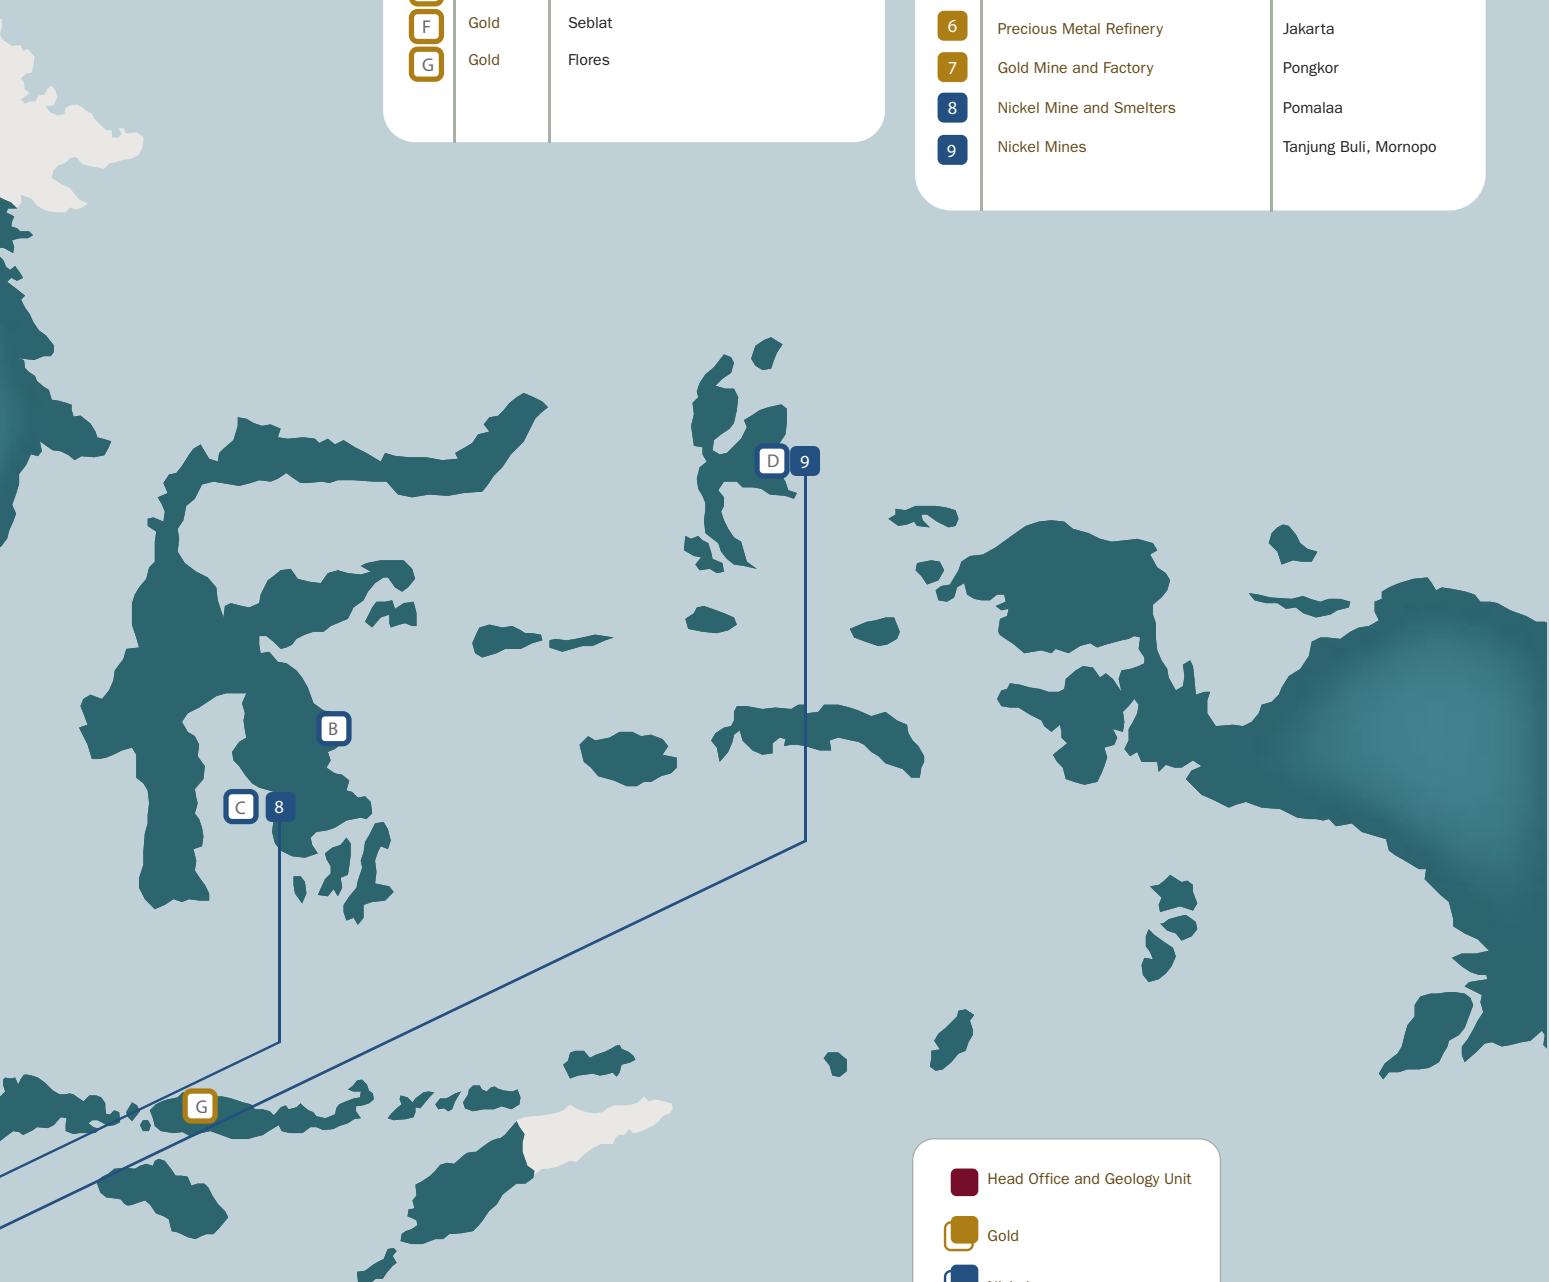 F Gold Seblat
G Gold Flores
6 Precious Metal Refinery Jakarta
7 Gold Mine and Factory Pongkor
8 Nickel Mine and Smelters Pomalaa
9 Nickel Mines Tanjung Buli, Mornopo
D 9
B
C 8
G
Head Office and Geology Unit
Gold